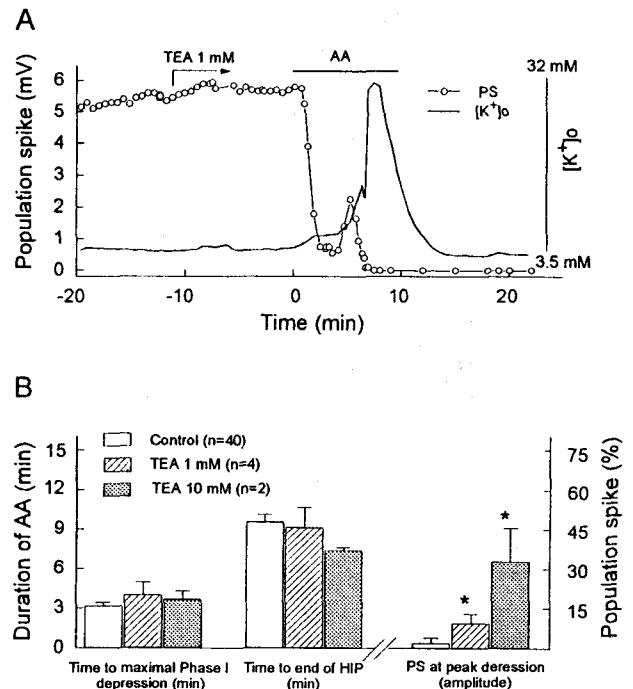 A
TEA 1 mM
AA
32 mM
PS
[K+]o
Population spike (mV)
6
5
4
3
2
1
0
[K+]o
3.5 mM
-20
-10
0
10
20
Time (min)
B
Control (n=40)
TEA 1 mM (n=4)
TEA 10 mM (n=2)
Duration of AA (min)
15
12
9
6
3
0
* *
Population spike (%)
75
60
45
30
15
Time to maximal Phase I
depression (min)
Time to end of HIP
(min)
PS at peak deression
(amplitude)